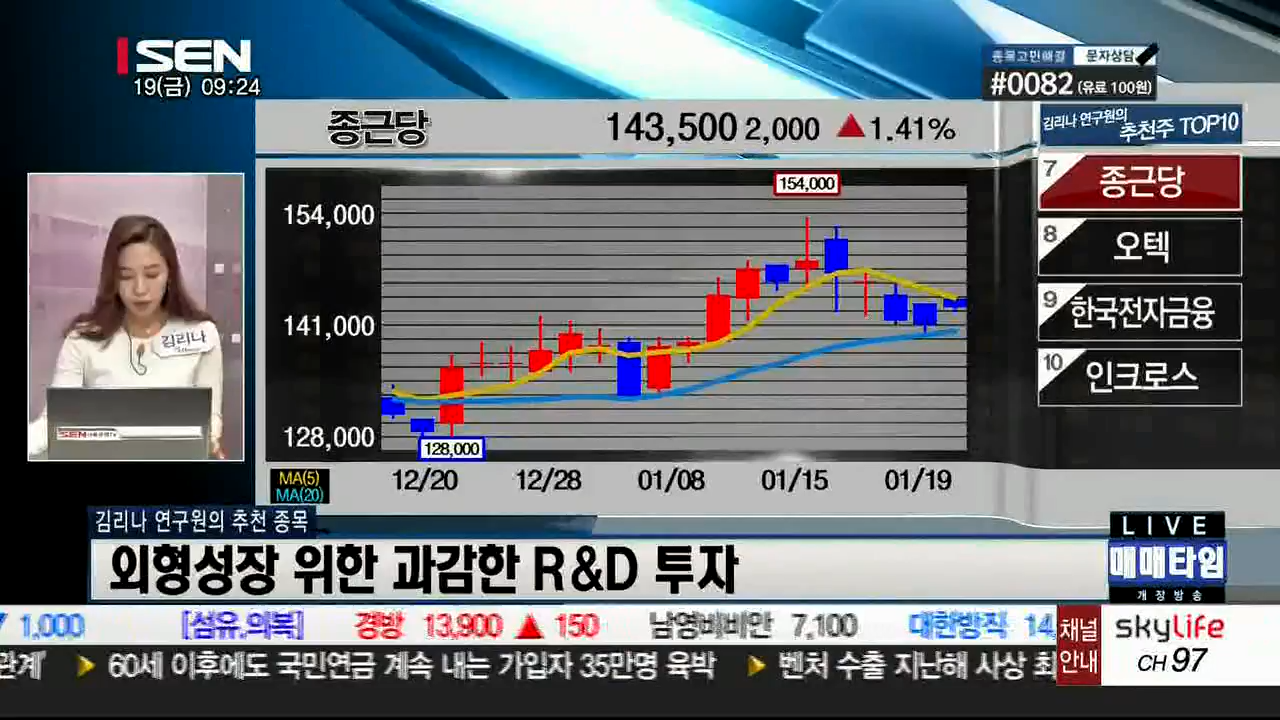 SEN
19(금) 09:24
종목고민해결 문자상담
#0082 (유료 100원)
종근당 143,500 2,000 ▲1.41%
김리나 연구원의
추천주 TOP10
7 종근당
8 오텍
9 한국전자금융
10 인크로스
154,000
154,000
141,000
128,000
128,000
12/20 12/28 01/08 01/15 01/19
MA(5)
MA(20)
김리나
SEN
김리나 연구원의 추천 종목
외형성장 위한 과감한 R&D 투자
LIVE
매매타임
개장방송
1,000 [섬유,의복] 경방 13,900 ▲ 150 남영비비안 7,100 대한방직 14,
관계' ▶ 60세 이후에도 국민연금 계속 내는 가입자 35만명 육박 ▶ 벤처 수출 지난해 사상 최
채널
안내
skylife
CH 97